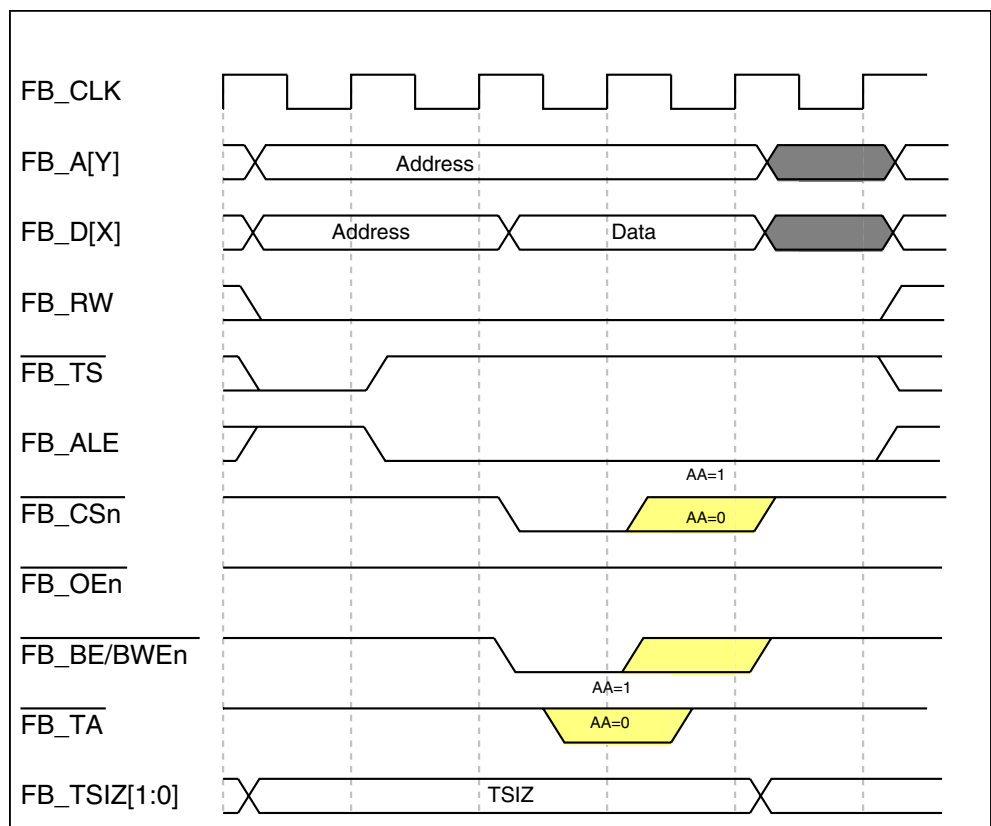 FB_CLK
FB_A[Y]
Address
FB_D[X]
Address
Data
FB_RW
FB_TS
FB_ALE
AA=1
FB_CSn
AA=0
FB_OEn
FB_BE/BWEn
AA=1
FB_TA
AA=0
FB_TSIZ[1:0]
TSIZ